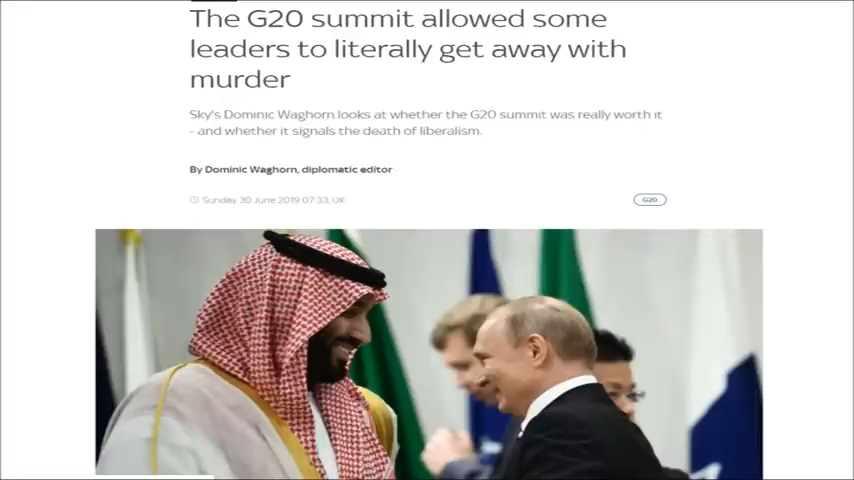 The G20 summit allowed some
leaders to literally get away with
murder
Sky's Dominic Waghorn looks at whether the G20 summit was really worth it
- and whether it signals the death of liberalism.
By Dominic Waghorn, diplomatic editor
Sunday 30 June 2019 07:33, UK
G20